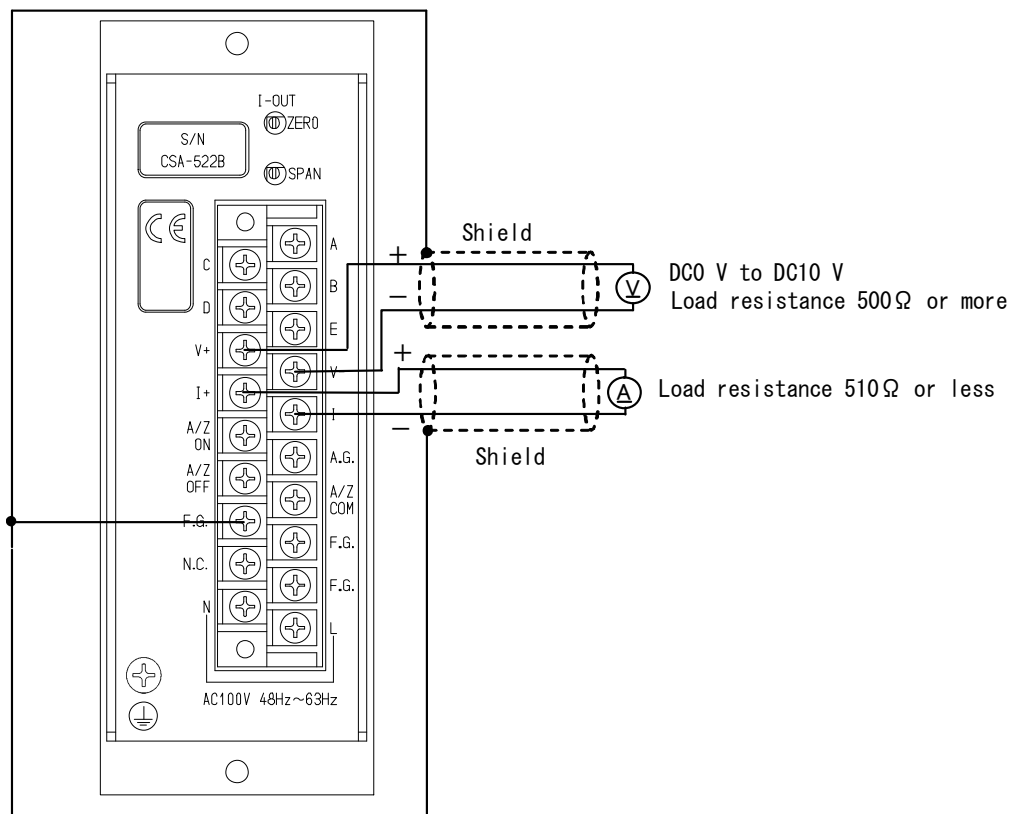 I-OUT
ZERO
S/N
CSA-522B
SPAN
CE
A
C
B
D
E
V+
V-
I+
I-
A/Z
ON
A.G.
A/Z
OFF
A/Z
COM
F.G.
F.G.
N.C.
F.G.
N
L
AC100V 48Hz~63Hz
Shield
+
−
V
DC0 V to DC10 V
Load resistance 500Ω or more
+
−
A
Load resistance 510Ω or less
Shield